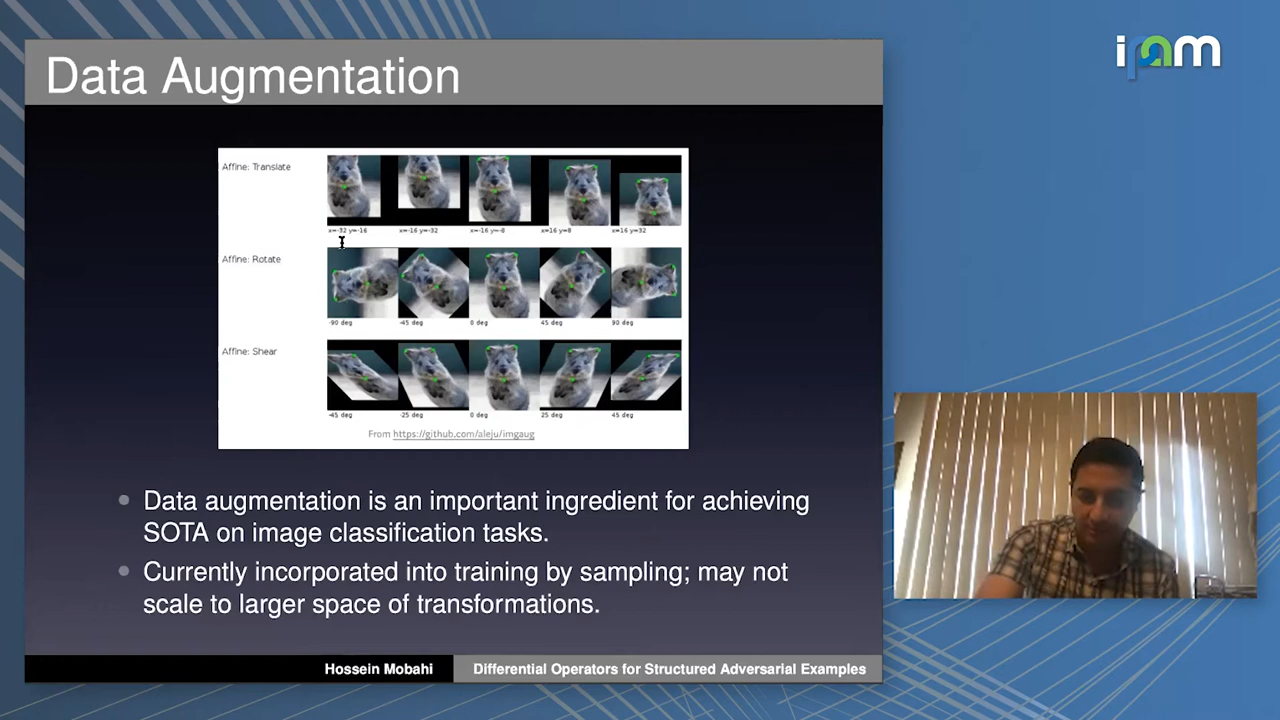 Data Augmentation
ipam
Affine: Translate
x=-32 y=-16 x=-16 y=-32 x=-16 y=-8 x=16 y=8 x=16 y=32
Affine: Rotate
-90 deg -45 deg 0 deg 45 deg 90 deg
Affine: Shear
-45 deg -25 deg 0 deg 25 deg 45 deg
From https://github.com/aleju/imgaug
Data augmentation is an important ingredient for achieving
SOTA on image classification tasks.
Currently incorporated into training by sampling; may not
scale to larger space of transformations.
Hossein Mobahi Differential Operators for Structured Adversarial Examples